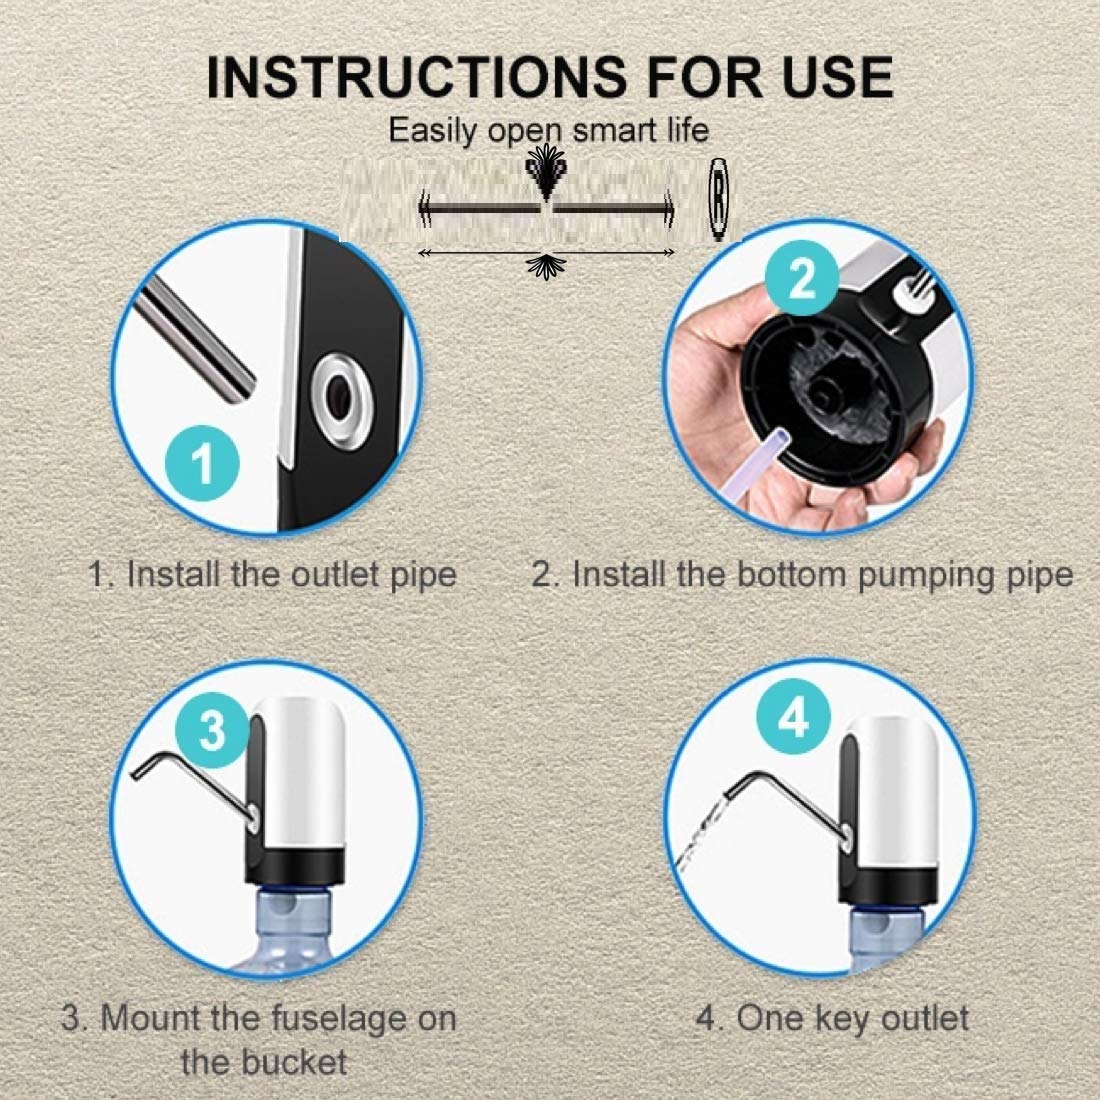 INSTRUCTIONS FOR USE
Easily open smart life
R
1
2
1. Install the outlet pipe
2. Install the bottom pumping pipe
3
4
3. Mount the fuselage on
the bucket
4. One key outlet